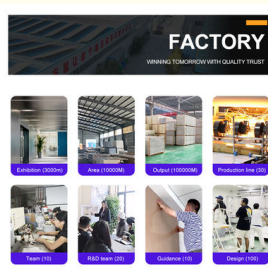 FACTORY
WINNING TOMORROW WITH QUALITY TRUST
Exhibition (3000m)
Area (10000M)
Output (100000M)
Production line (30)
Team (10)
R&D team (20)
Guidance (10)
Design (100)